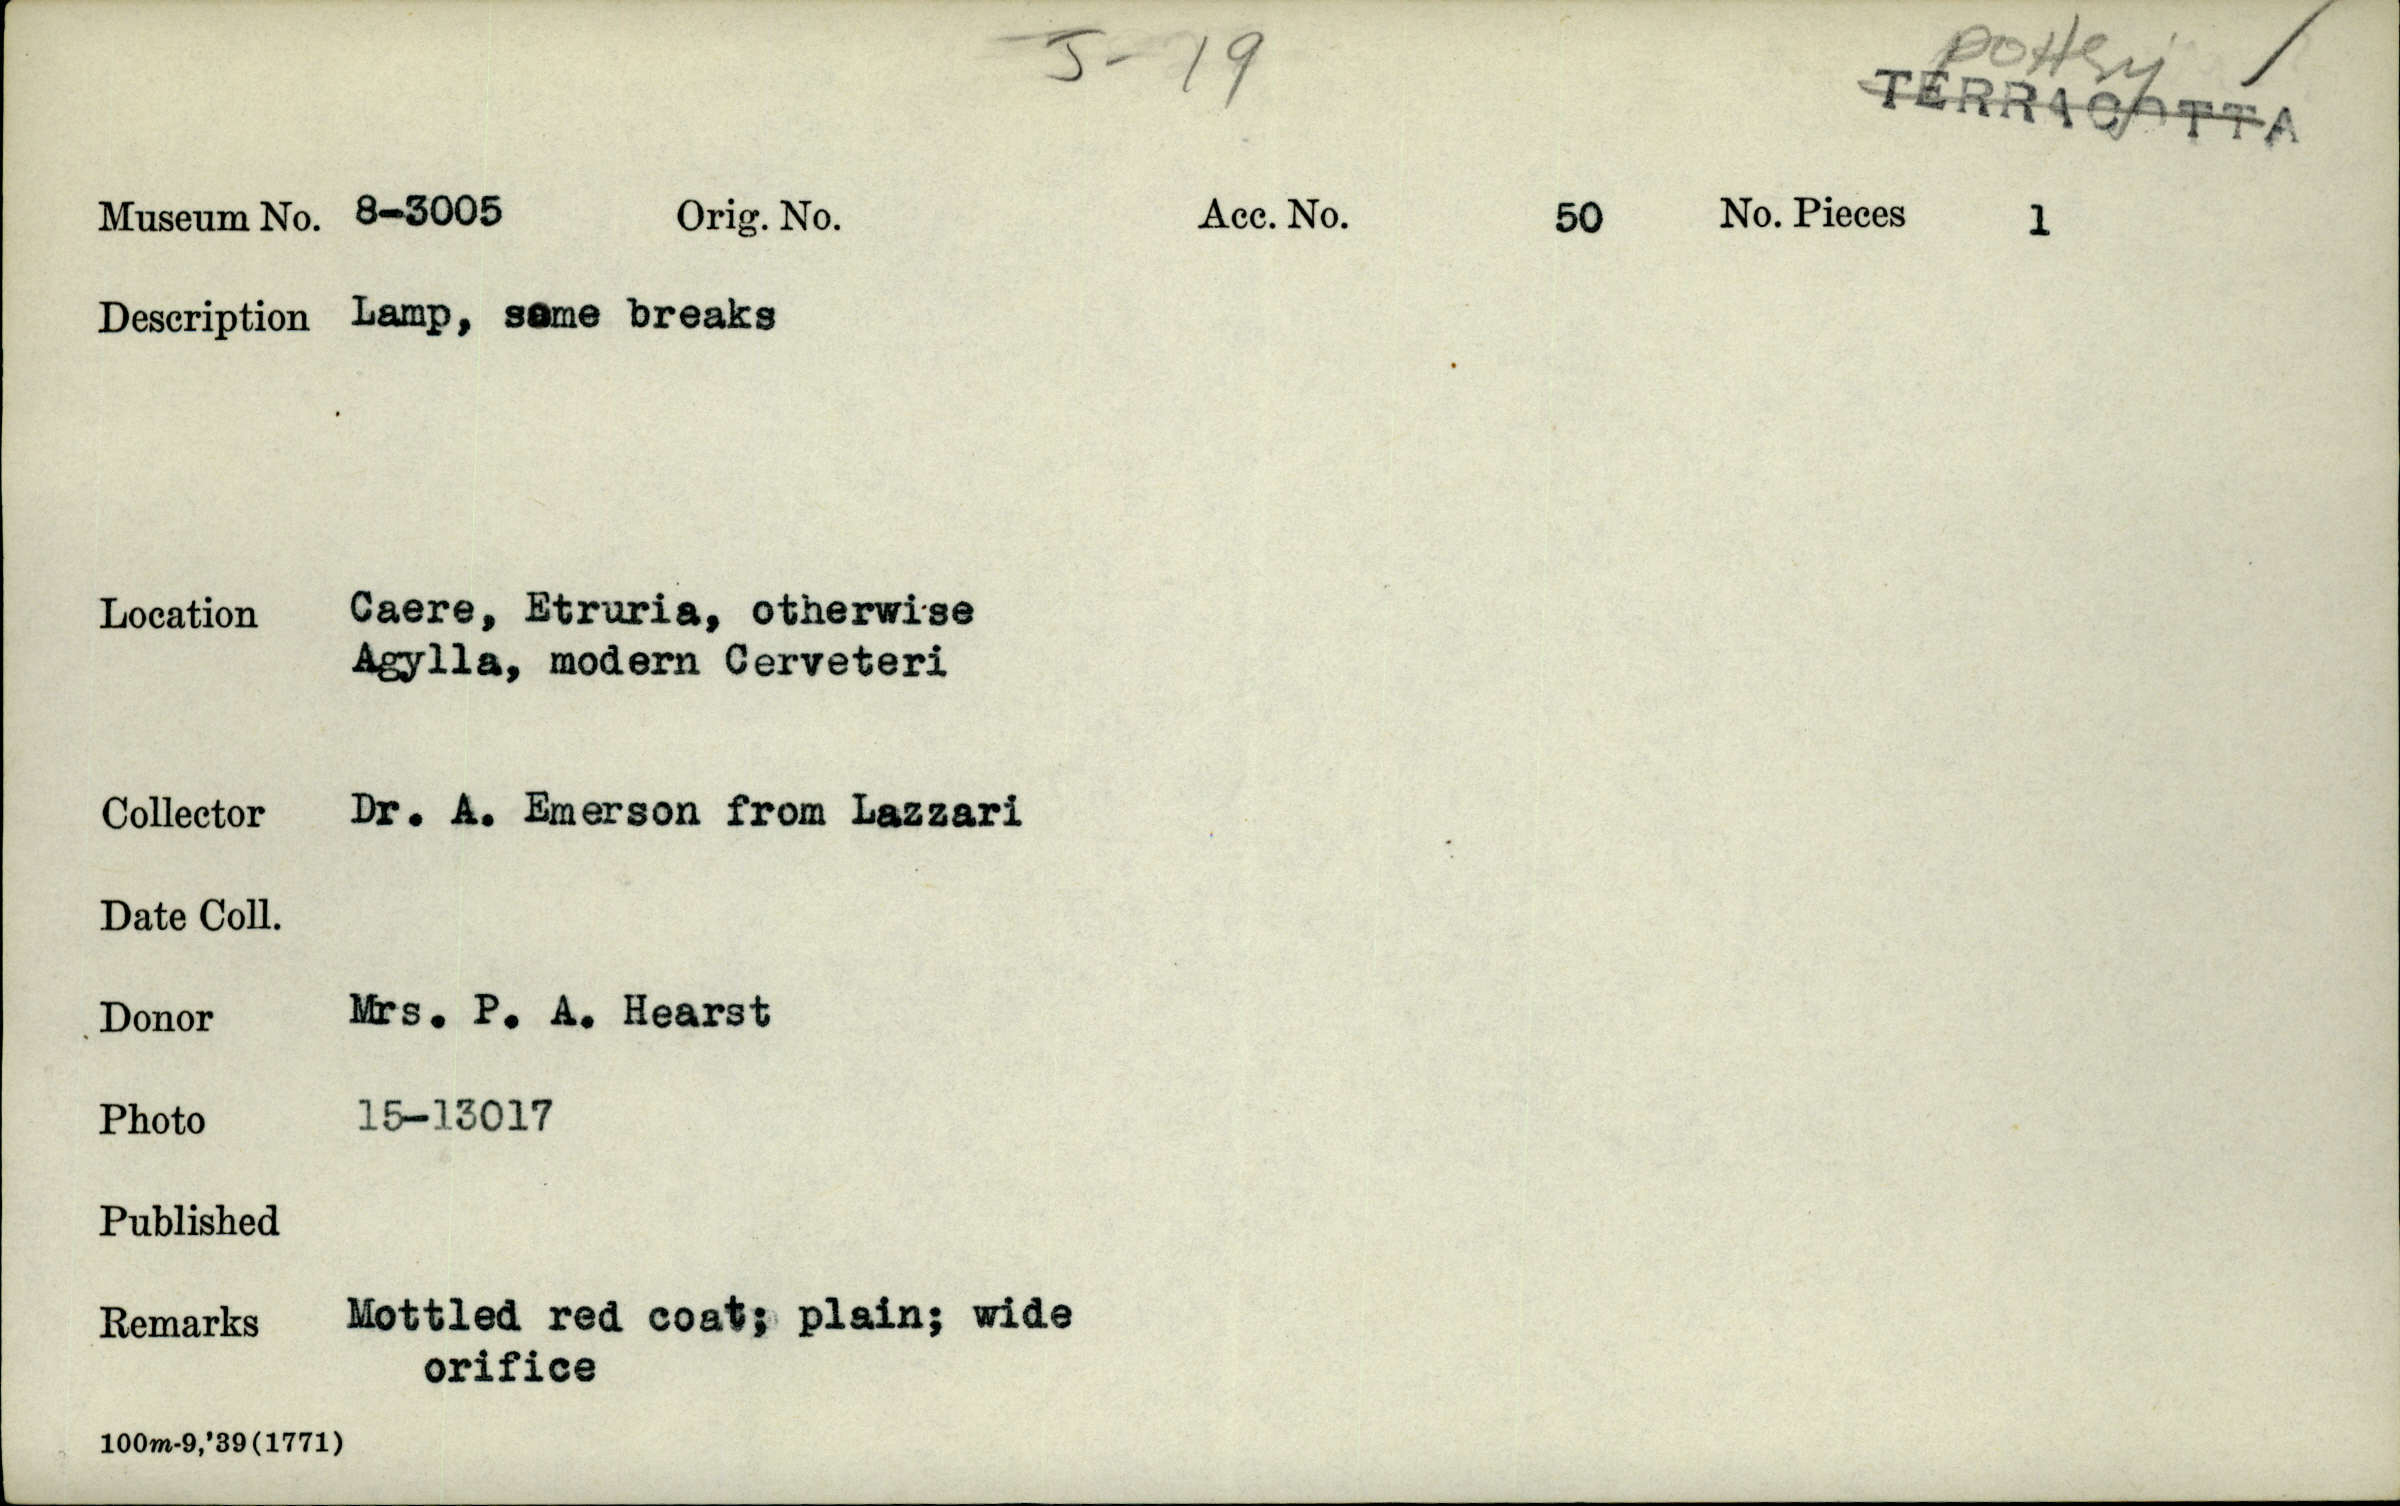 J-19
pottery
TERRACOTTA
Museum No. 8-3005 Orig. No. Acc. No. 50 No. Pieces 1
Description Lamp, some breaks
Location Caere, Etruria, otherwise
Agylla, modern Cerveteri
Collector Dr. A. Emerson from Lazzari
Date Coll.
Donor Mrs. P. A. Hearst
Photo 15-13017
Published
Remarks Mottled red coat; plain; wide
orifice
100m-9,'39(1771)